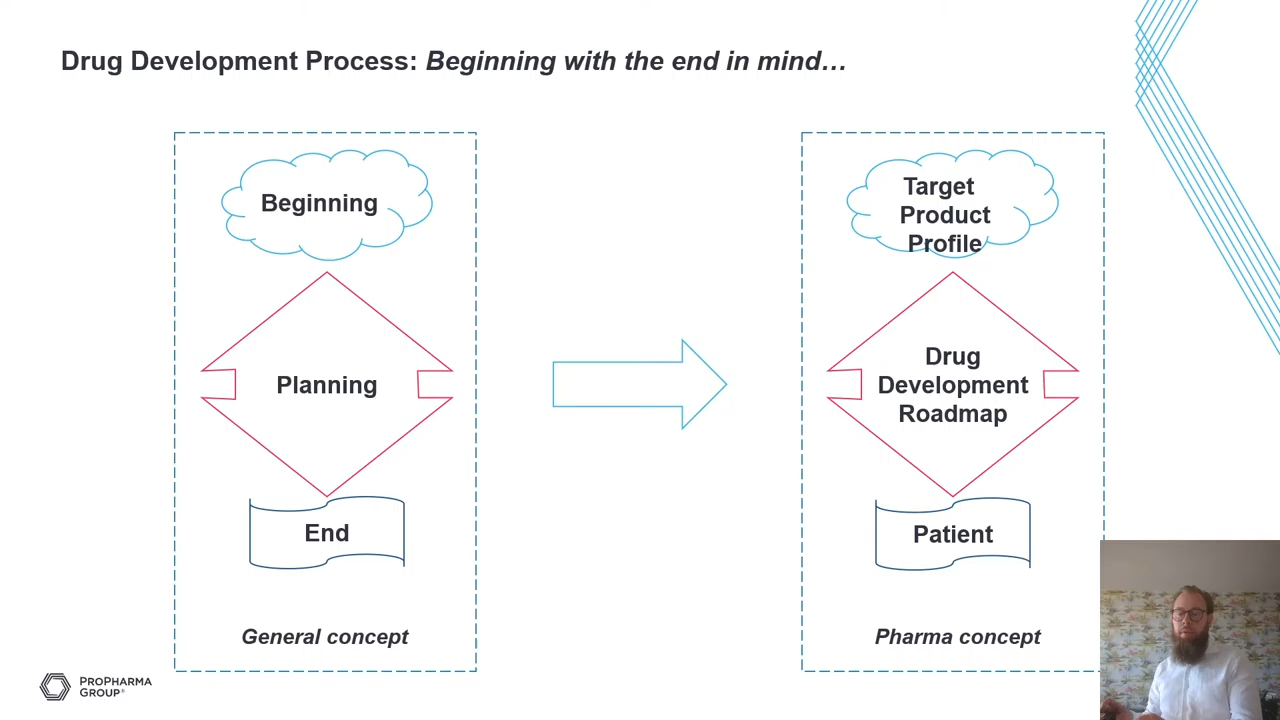 Drug Development Process: Beginning with the end in mind…
Beginning
Planning
End
General concept
Target
Product
Profile
Drug
Development
Roadmap
Patient
Pharma concept
PROPHARMA
GROUP®